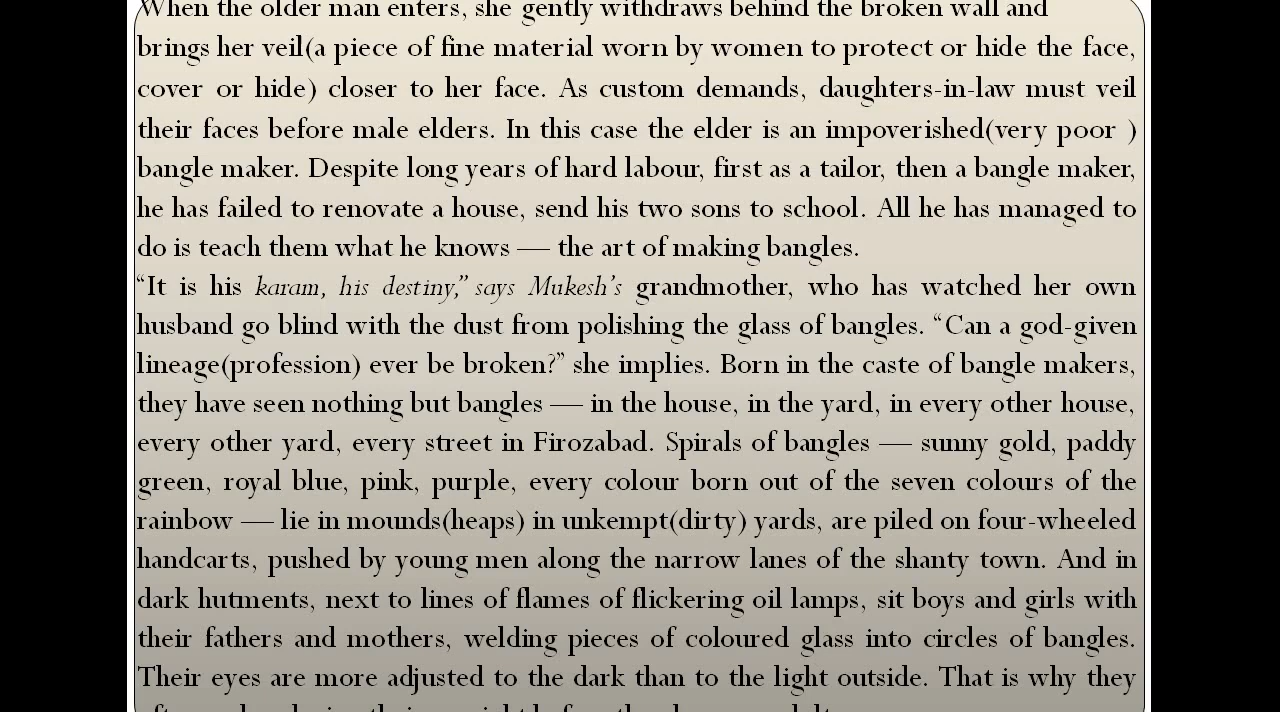 When the older man enters, she gently withdraws behind the broken wall and
brings her veil(a piece of fine material worn by women to protect or hide the face,
cover or hide) closer to her face. As custom demands, daughters-in-law must veil
their faces before male elders. In this case the elder is an impoverished(very poor )
bangle maker. Despite long years of hard labour, first as a tailor, then a bangle maker,
he has failed to renovate a house, send his two sons to school. All he has managed to
do is teach them what he knows — the art of making bangles.
“It is his karam, his destiny,” says Mukesh’s grandmother, who has watched her own
husband go blind with the dust from polishing the glass of bangles. “Can a god-given
lineage(profession) ever be broken?” she implies. Born in the caste of bangle makers,
they have seen nothing but bangles — in the house, in the yard, in every other house,
every other yard, every street in Firozabad. Spirals of bangles — sunny gold, paddy
green, royal blue, pink, purple, every colour born out of the seven colours of the
rainbow — lie in mounds(heaps) in unkempt(dirty) yards, are piled on four-wheeled
handcarts, pushed by young men along the narrow lanes of the shanty town. And in
dark hutments, next to lines of flames of flickering oil lamps, sit boys and girls with
their fathers and mothers, welding pieces of coloured glass into circles of bangles.
Their eyes are more adjusted to the dark than to the light outside. That is why they